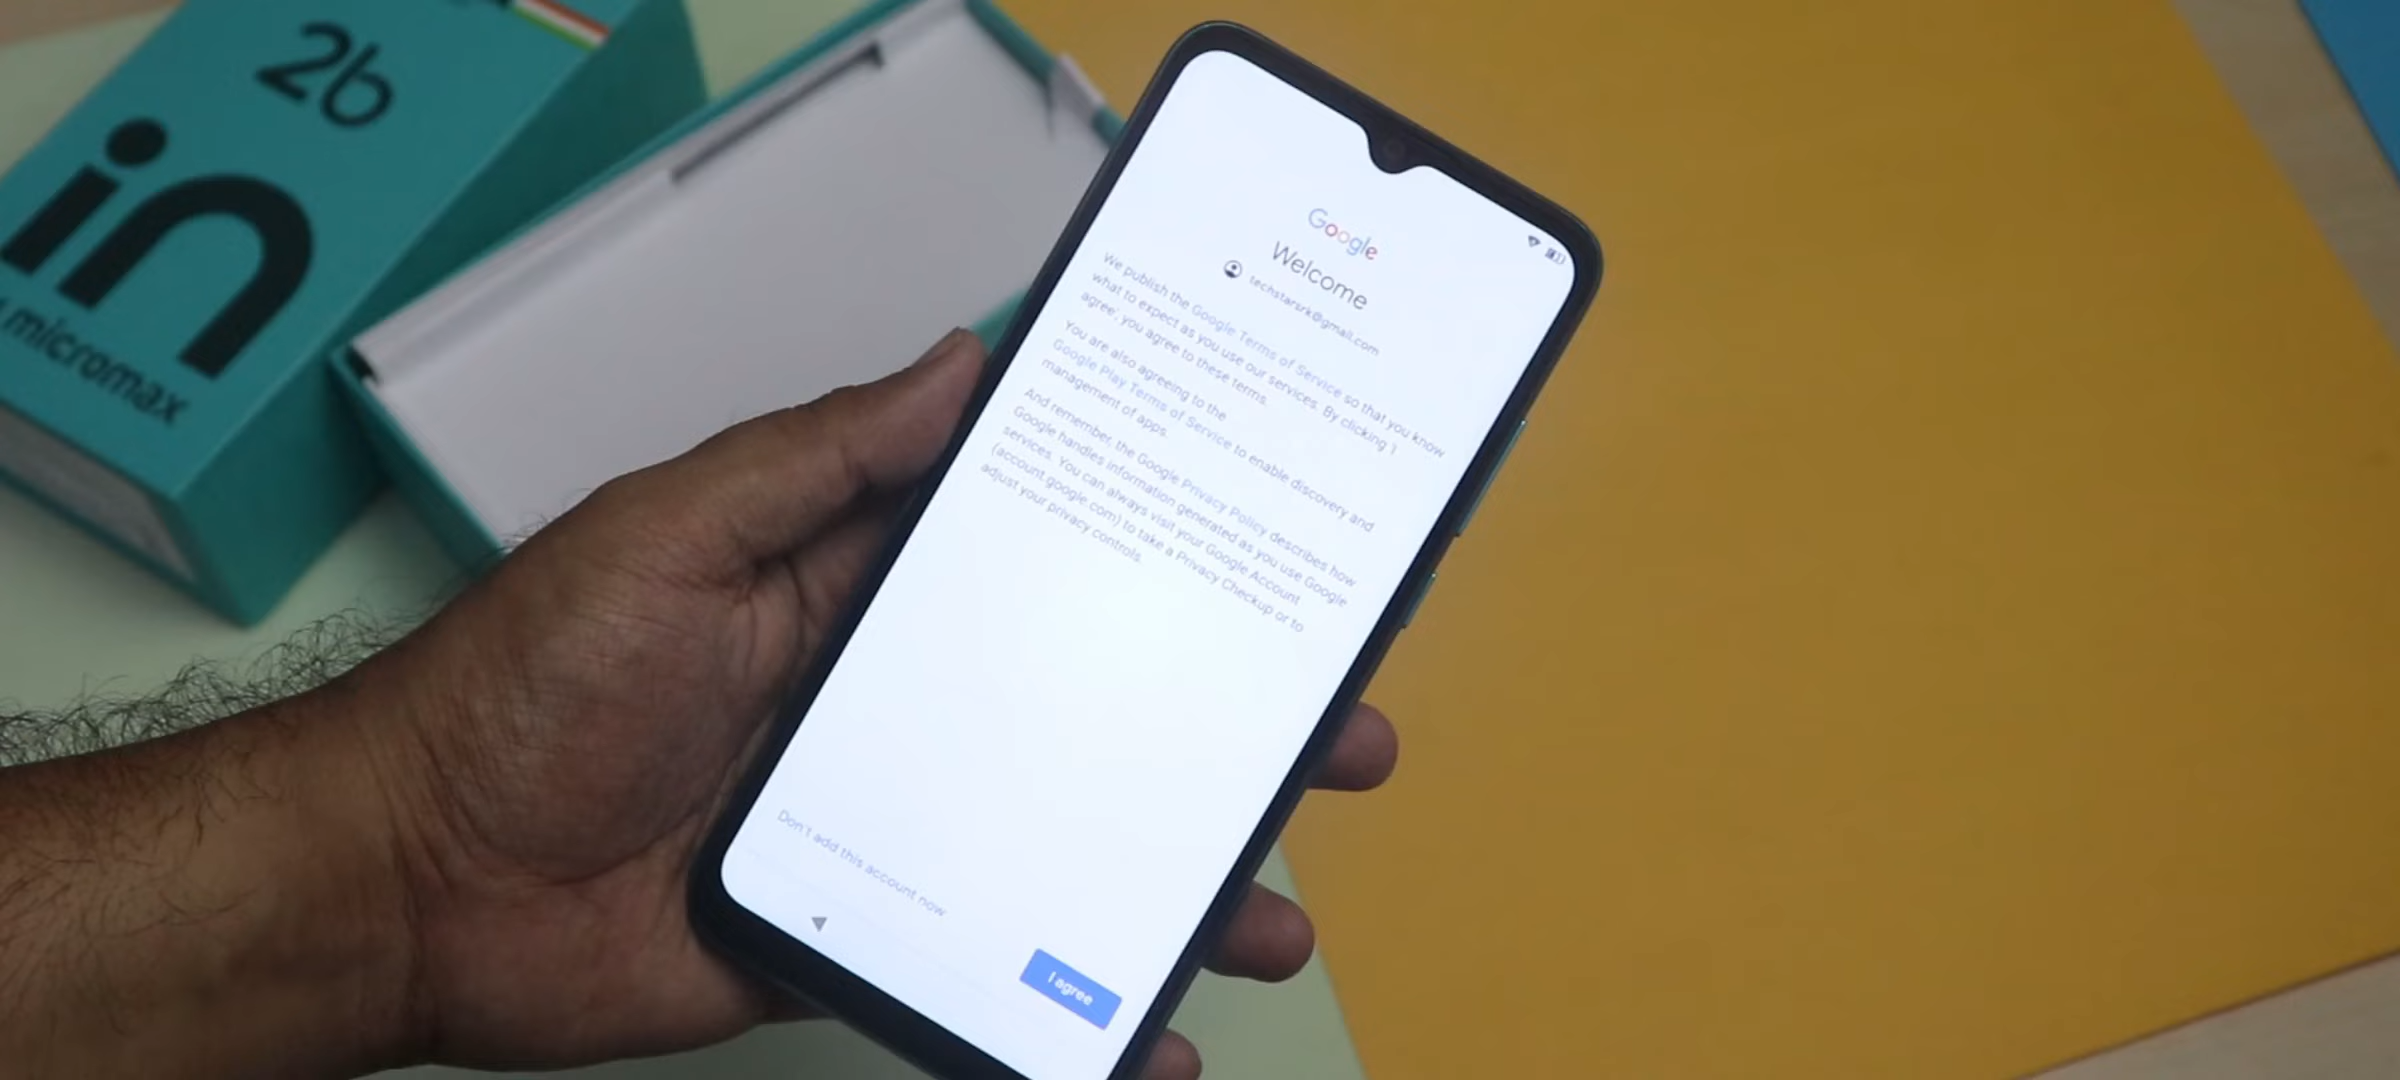 2b
in
micromax
Google
Welcome
techstarsrk@gmail.com
We publish the Google Terms of Service so that you know
what to expect as you use our services. By clicking 'I
agree', you agree to these terms.
You are also agreeing to the
Google Play Terms of Service to enable discovery and
management of apps.
And remember, the Google Privacy Policy describes how
Google handles information generated as you use Google
services. You can always visit your Google Account
(account.google.com) to take a Privacy Checkup or to
adjust your privacy controls.
Don't add this account now
I agree